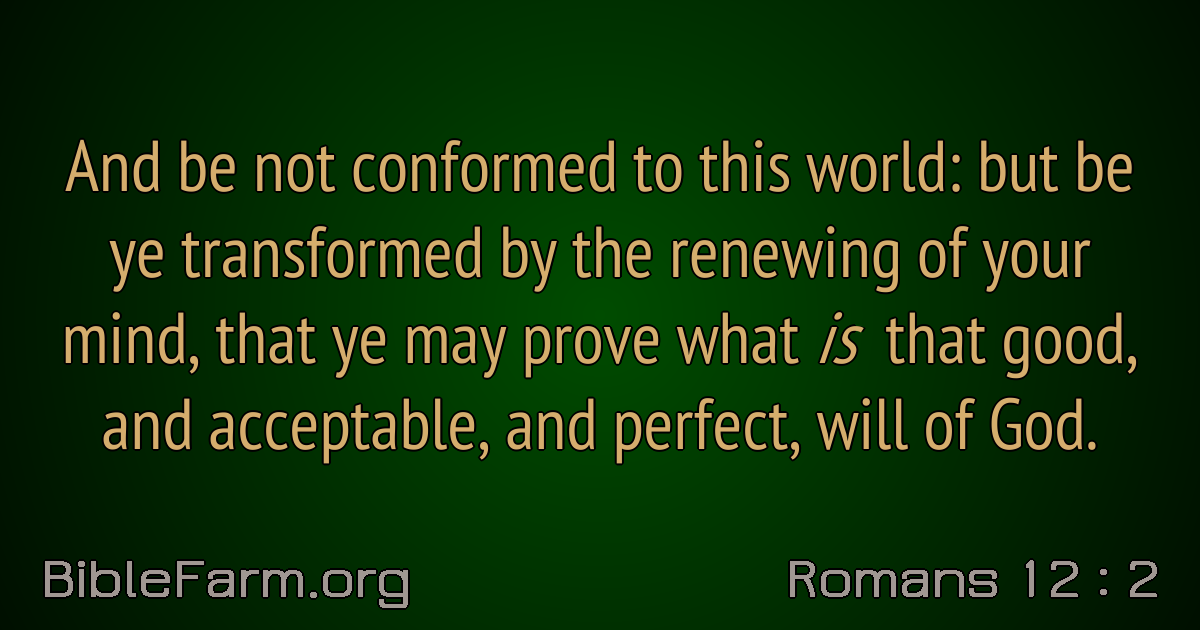 And be not conformed to this world: but be
ye transformed by the renewing of your
mind, that ye may prove what is that good,
and acceptable, and perfect, will of God.
BibleFarm.org
Romans 12 : 2